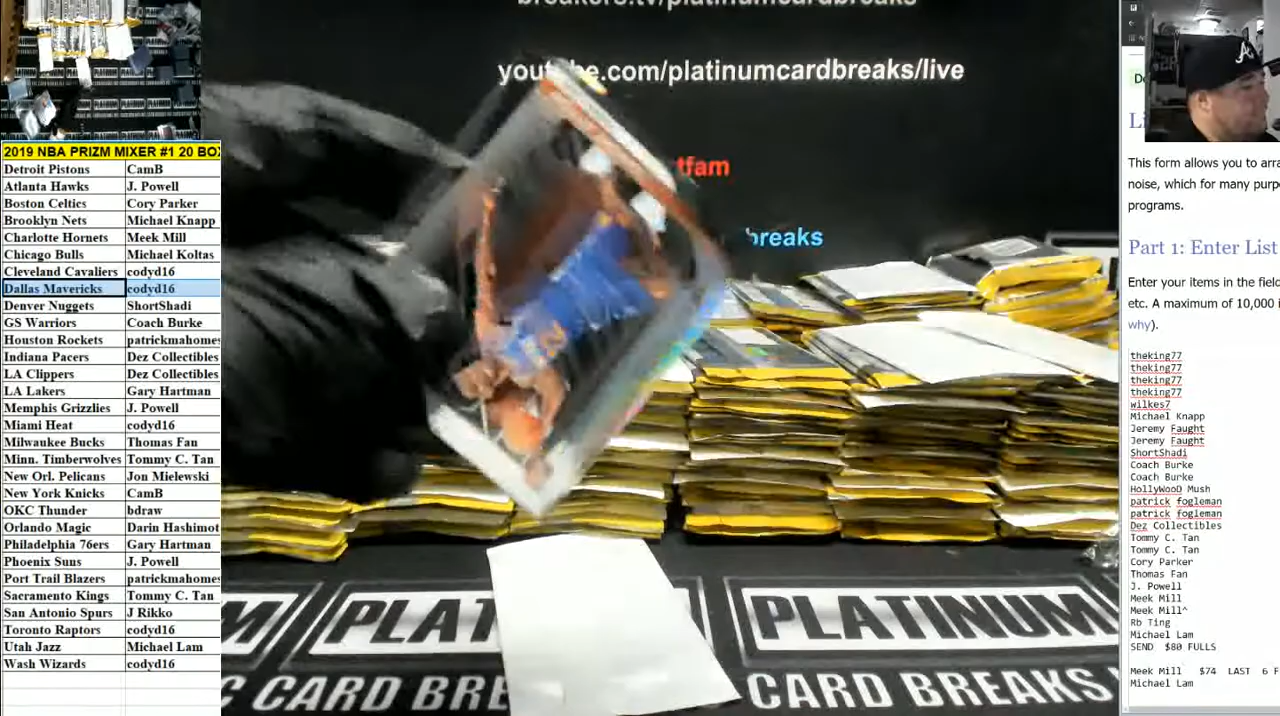 breakers.tv/platinumcardbreaks
youtube.com/platinumcardbreaks/live
tfam
breaks
2019 NBA PRIZM MIXER #1 20 BO
Detroit Pistons CamB
Atlanta Hawks J. Powell
Boston Celtics Cory Parker
Brooklyn Nets Michael Knapp
Charlotte Hornets Meek Mill
Chicago Bulls Michael Koltas
Cleveland Cavaliers codyd16
Dallas Mavericks codyd16
Denver Nuggets ShortShadi
GS Warriors Coach Burke
Houston Rockets patrickmahomes
Indiana Pacers Dez Collectibles
LA Clippers Dez Collectibles
LA Lakers Gary Hartman
Memphis Grizzlies J. Powell
Miami Heat codyd16
Milwaukee Bucks Thomas Fan
Minn. Timberwolves Tommy C. Tan
New Orl. Pelicans Jon Mielewski
New York Knicks CamB
OKC Thunder bdraw
Orlando Magic Darin Hashimot
Philadelphia 76ers Gary Hartman
Phoenix Suns J. Powell
Port Trail Blazers patrickmahomes
Sacramento Kings Tommy C. Tan
San Antonio Spurs J Rikko
Toronto Raptors codyd16
Utah Jazz Michael Lam
Wash Wizards codyd16
PLAT
PLATINUM
CARD BRE
CARD BREAKS
A
This form allows you to arra
noise, which for many purp
programs.
Part 1: Enter List
Enter your items in the field
etc. A maximum of 10,000
why).
theking77
theking77
theking77
theking77
wilkes7
Michael Knapp
Jeremy Faught
Jeremy Faught
ShortShadi
Coach Burke
Coach Burke
HollyWooD Mush
patrick fogleman
patrick fogleman
Dez Collectibles
Tommy C. Tan
Tommy C. Tan
Cory Parker
Thomas Fan
J. Powell
Meek Mill
Meek Mill^
Rb Ting
Michael Lam
SEND $80 FULLS
Meek Mill $74 LAST 6 F
Michael Lam